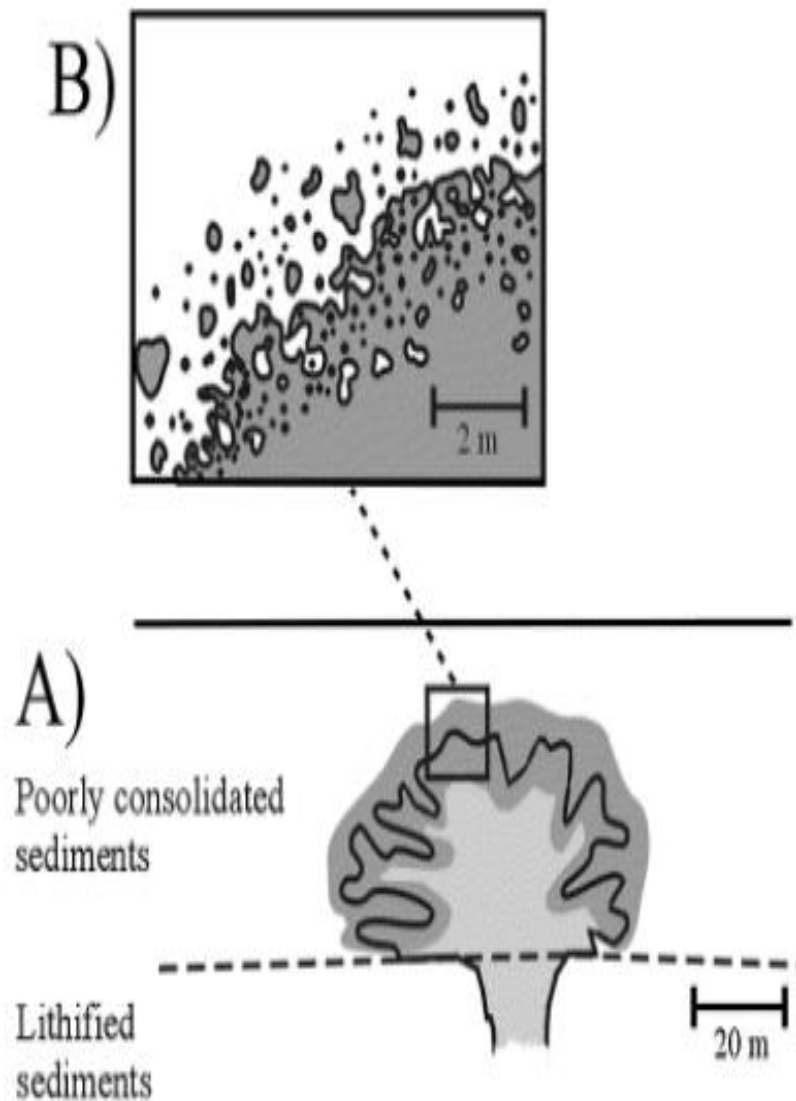 B)
2 m
A)
Poorly consolidated
sediments
Lithified
sediments
20 m